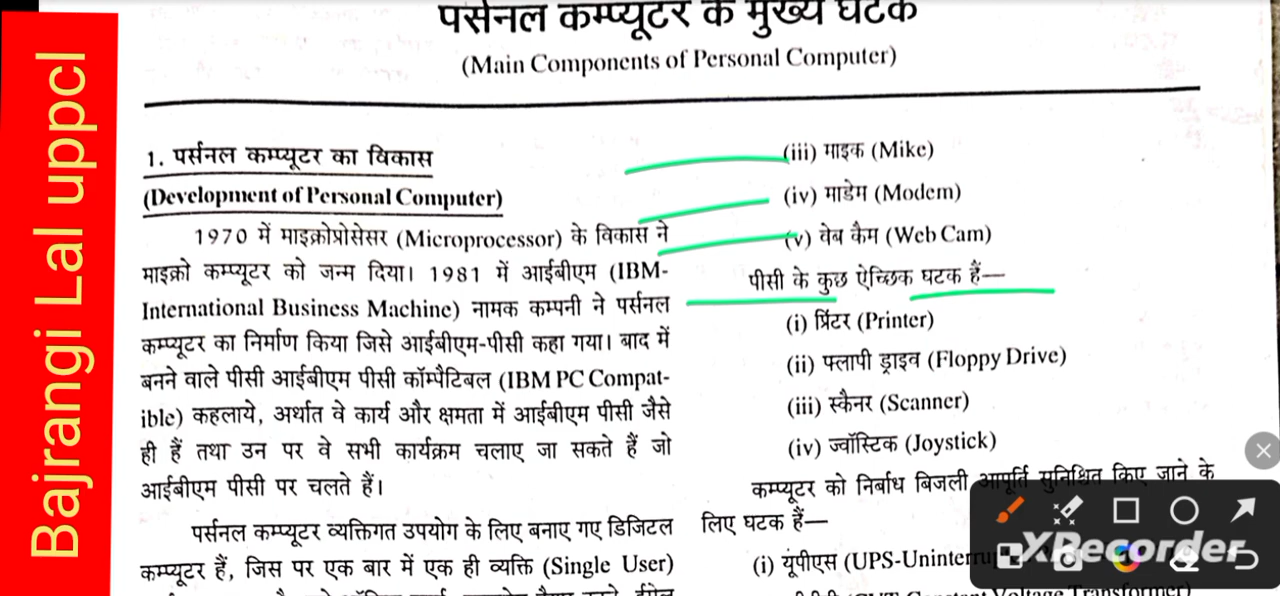 Bajrangi Lal uppcl
पर्सनल कम्प्यूटर के मुख्य घटक
(Main Components of Personal Computer)
1. पर्सनल कम्प्यूटर का विकास
(Development of Personal Computer)
1970 में माइक्रोप्रोसेसर (Microprocessor) के विकास ने
माइक्रो कम्प्यूटर को जन्म दिया। 1981 में आईबीएम (IBM-
International Business Machine) नामक कम्पनी ने पर्सनल
कम्प्यूटर का निर्माण किया जिसे आईबीएम-पीसी कहा गया। बाद में
बनने वाले पीसी आईबीएम पीसी कॉम्पैटिबल (IBM PC Compat-
ible) कहलाये, अर्थात वे कार्य और क्षमता में आईबीएम पीसी जैसे
ही हैं तथा उन पर वे सभी कार्यक्रम चलाए जा सकते हैं जो
आईबीएम पीसी पर चलते हैं।
पर्सनल कम्प्यूटर व्यक्तिगत उपयोग के लिए बनाए गए डिजिटल
कम्प्यूटर हैं, जिस पर एक बार में एक ही व्यक्ति (Single User)
(iii) माइक (Mike)
(iv) माडेम (Modem)
(v) वेब कैम (Web Cam)
पीसी के कुछ ऐच्छिक घटक हैं—
(i) प्रिंटर (Printer)
(ii) फ्लापी ड्राइव (Floppy Drive)
(iii) स्कैनर (Scanner)
(iv) ज्वॉस्टिक (Joystick)
कम्प्यूटर को निर्बाध बिजली आपूर्ति सुनिश्चित किए जाने के
लिए घटक हैं—
(i) यूपीएस (UPS-Uninterru
Voltage Transformer)
XRecorder